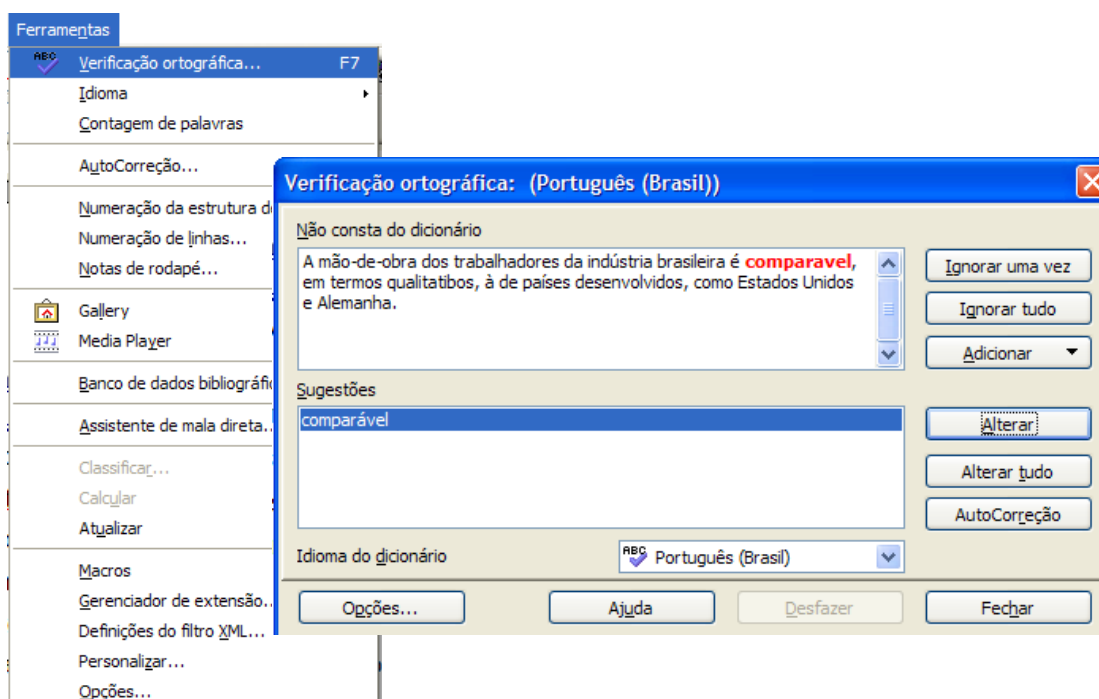 Ferramentas
ABC Verificação ortográfica... F7
Idioma
Contagem de palavras
AutoCorreção...
Numeração da estrutura d
Numeração de linhas...
Notas de rodapé...
Gallery
Media Player
Banco de dados bibliográfi
Assistente de mala direta.
Classificar...
Calcular
Atualizar
Macros
Gerenciador de extensão..
Definições do filtro XML...
Personalizar...
Opções...
Verificação ortográfica: (Português (Brasil))
Não consta do dicionário
A mão-de-obra dos trabalhadores da indústria brasileira é comparavel,
em termos qualitatibos, à de países desenvolvidos, como Estados Unidos
e Alemanha.
Ignorar uma vez
Ignorar tudo
Adicionar
Sugestões
comparável
Alterar
Alterar tudo
AutoCorreção
Idioma do dicionário
ABC Português (Brasil)
Opções...
Ajuda
Desfazer
Fechar